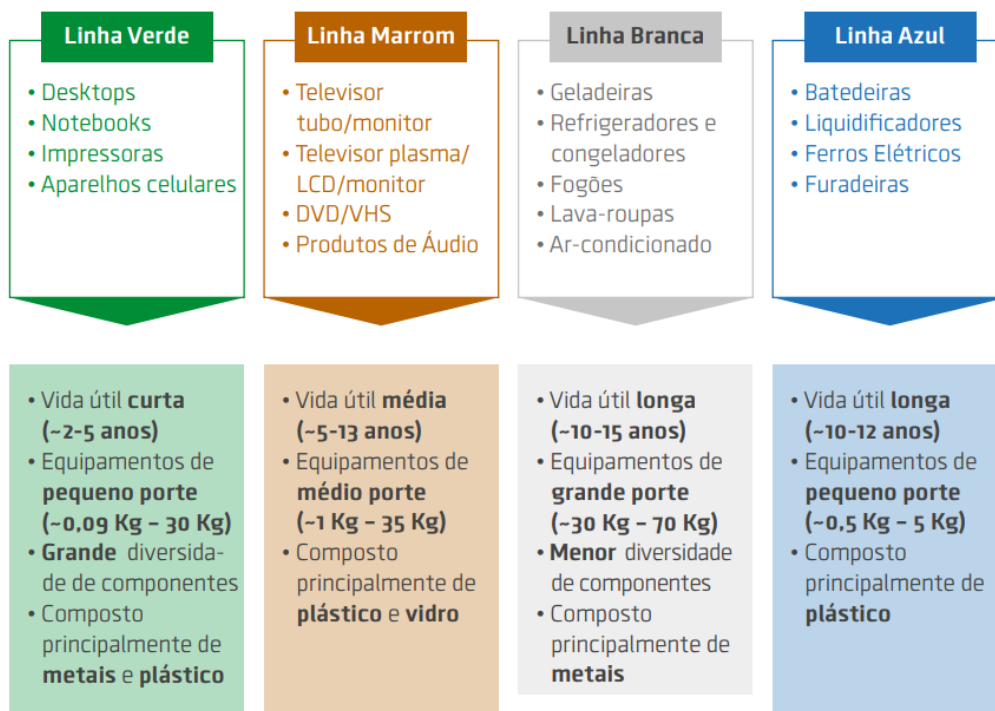 Linha Verde
• Desktops
• Notebooks
• Impressoras
• Aparelhos celulares
• Vida útil curta
(~2-5 anos)
• Equipamentos de
pequeno porte
(~0,09 Kg – 30 Kg)
• Grande diversida-
ade de componentes
• Composto
principalmente de
metais e plástico
Linha Marrom
• Televisor
tubo/monitor
• Televisor plasma/
LCD/monitor
• DVD/VHS
• Produtos de Áudio
• Vida útil média
(~5-13 anos)
• Equipamentos de
médio porte
(~1 Kg – 35 Kg)
• Composto
principalmente de
plástico e vidro
Linha Branca
• Geladeiras
• Refrigeradores e
congeladores
• Fogões
• Lava-roupas
• Ar-condicionado
• Vida útil longa
(~10-15 anos)
• Equipamentos de
grande porte
(~30 Kg – 70 Kg)
• Menor diversidade
de componentes
• Composto
principalmente de
metais
Linha Azul
• Batedeiras
• Liquidificadores
• Ferros Elétricos
• Furadeiras
• Vida útil longa
(~10-12 anos)
• Equipamentos de
pequeno porte
(~0,5 Kg – 5 Kg)
• Composto
principalmente de
plástico